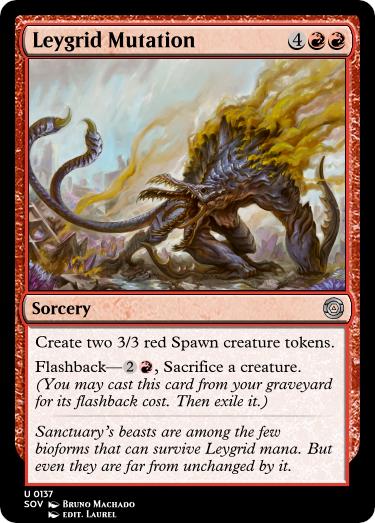 Leygrid Mutation 4
Sorcery
Create two 3/3 red Spawn creature tokens.
Flashback—2, Sacrifice a creature.
(You may cast this card from your graveyard
for its flashback cost. Then exile it.)
Sanctuary's beasts are among the few
bioforms that can survive Leygrid mana. But
even they are far from unchanged by it.
U 0137
SOV Bruno Machado
edit. Laurel